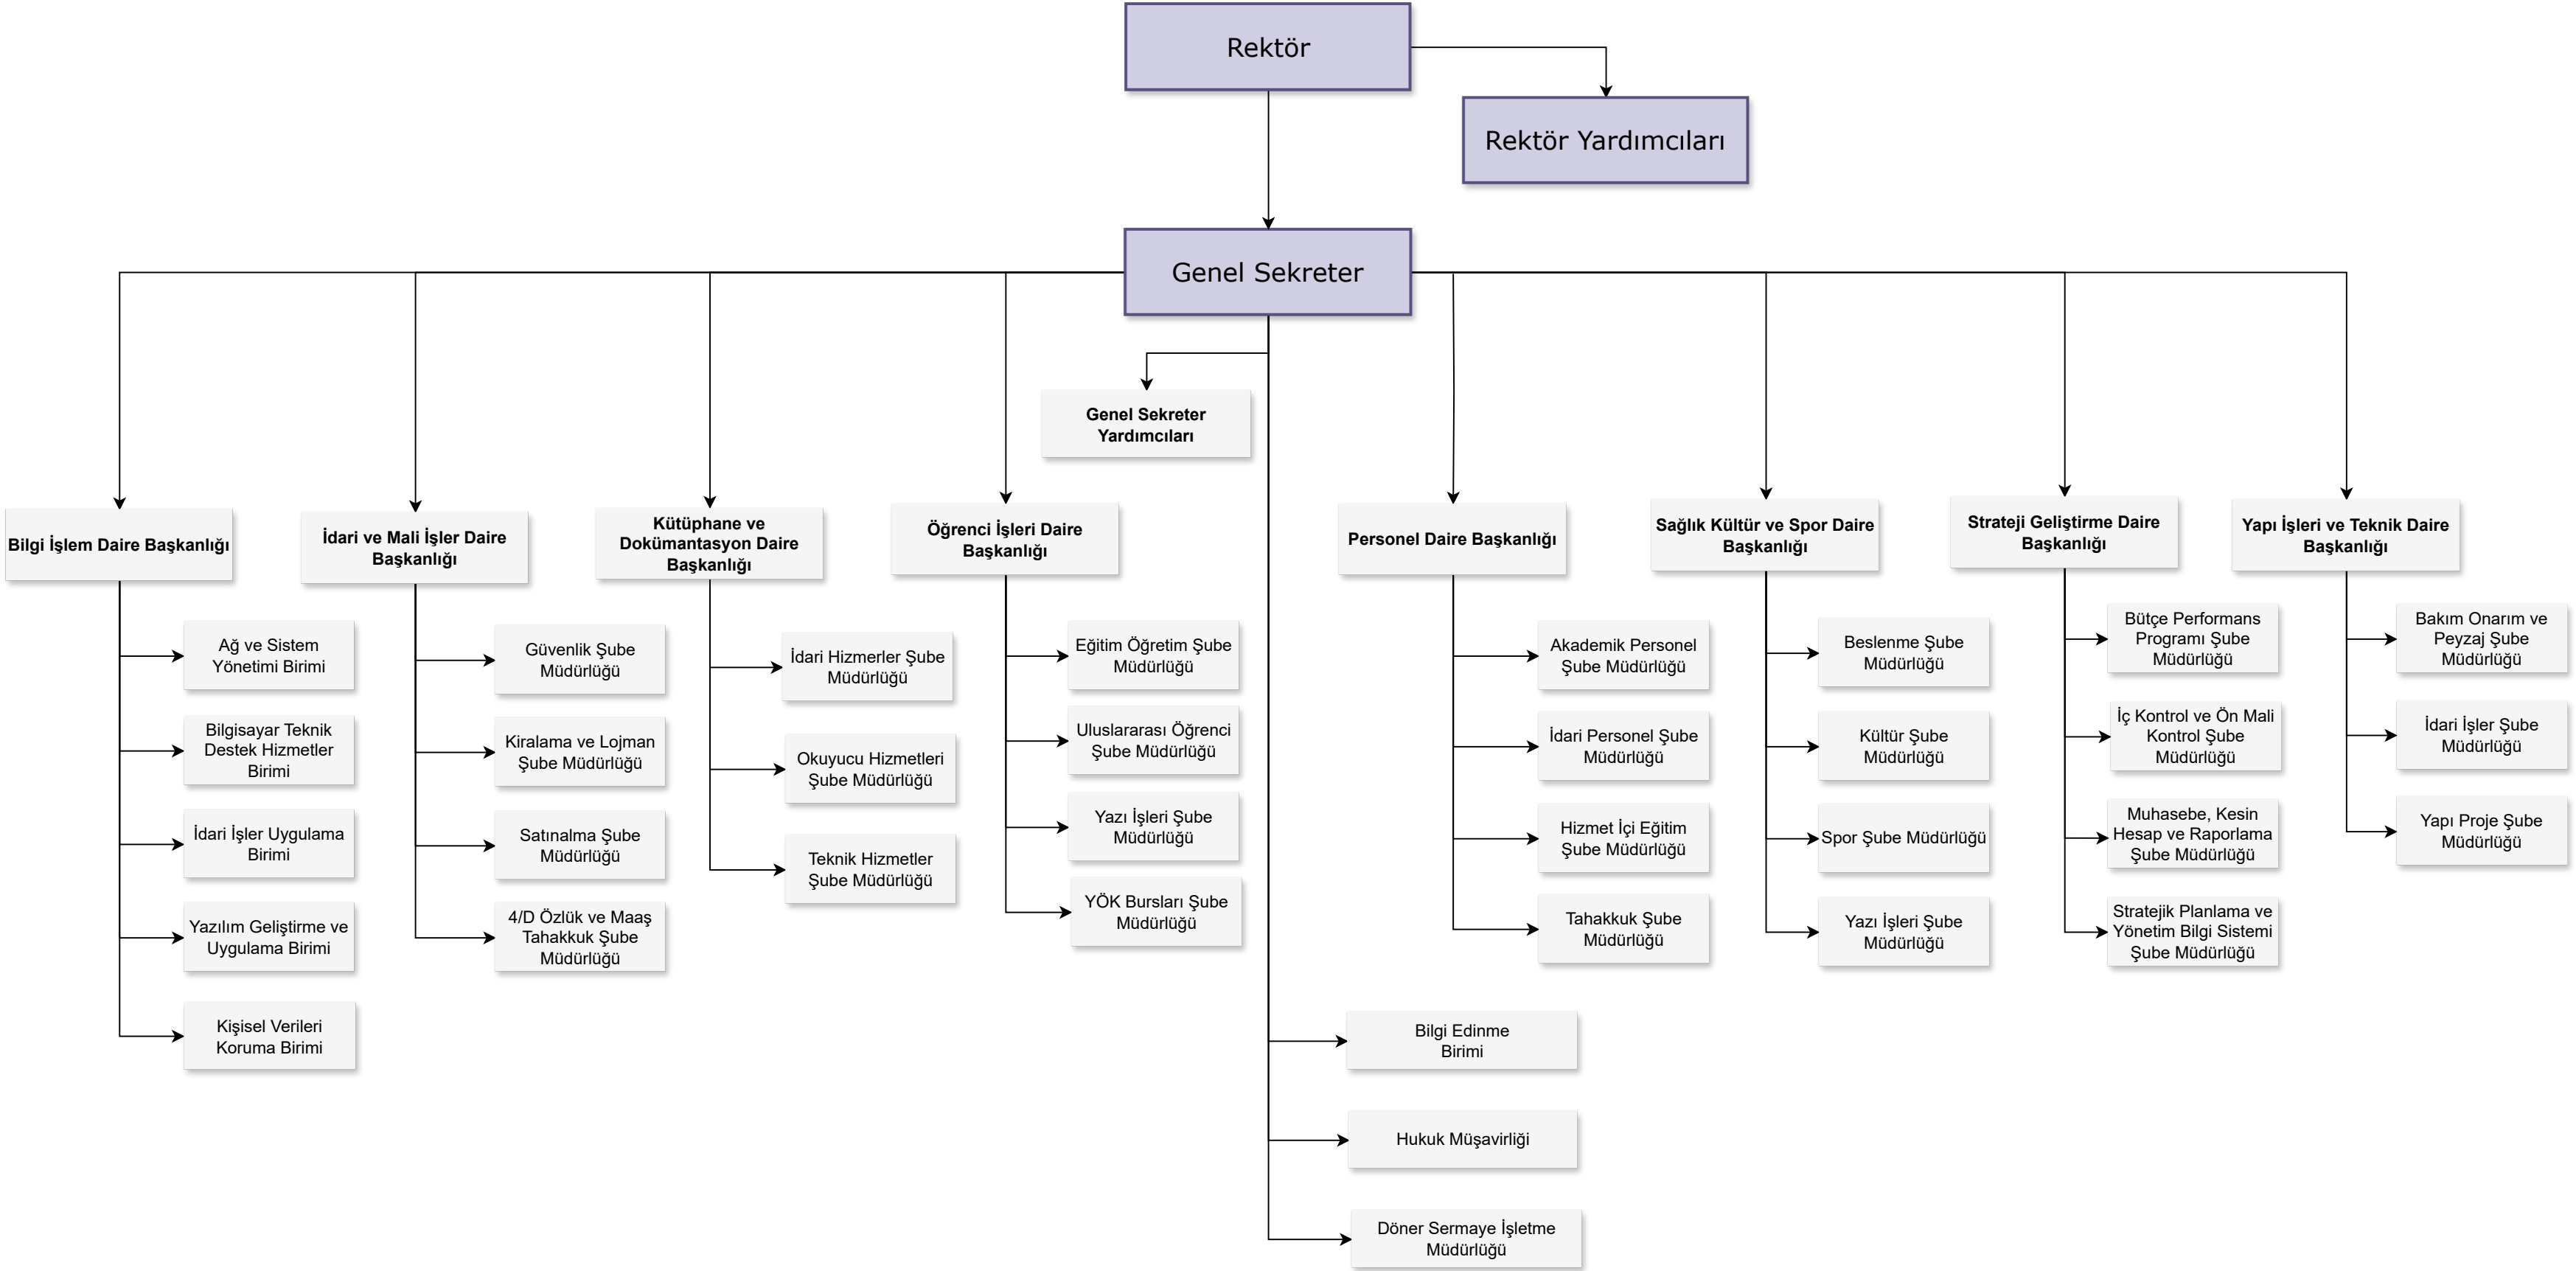 Rektör
Rektör Yardımcıları
Genel Sekreter
Genel Sekreter
Yardımcıları
Bilgi İşlem Daire Başkanlığı
Ağ ve Sistem
Yönetimi Birimi
Bilgisayar Teknik
Destek Hizmetler
Birimi
İdari İşler Uygulama
Birimi
Yazılım Geliştirme ve
Uygulama Birimi
Kişisel Verileri
Koruma Birimi
İdari ve Mali İşler Daire
Başkanlığı
Güvenlik Şube
Müdürlüğü
Kiralama ve Lojman
Şube Müdürlüğü
Satınalma Şube
Müdürlüğü
4/D Özlük ve Maaş
Tahakkuk Şube
Müdürlüğü
Kütüphane ve
Dokümantasyon Daire
Başkanlığı
İdari Hizmerler Şube
Müdürlüğü
Okuyucu Hizmetleri
Şube Müdürlüğü
Teknik Hizmetler
Şube Müdürlüğü
Öğrenci İşleri Daire
Başkanlığı
Eğitim Öğretim Şube
Müdürlüğü
Uluslararası Öğrenci
Şube Müdürlüğü
Yazı İşleri Şube
Müdürlüğü
YÖK Bursları Şube
Müdürlüğü
Personel Daire Başkanlığı
Akademik Personel
Şube Müdürlüğü
İdari Personel Şube
Müdürlüğü
Hizmet İçi Eğitim
Şube Müdürlüğü
Tahakkuk Şube
Müdürlüğü
Sağlık Kültür ve Spor Daire
Başkanlığı
Beslenme Şube
Müdürlüğü
Kültür Şube
Müdürlüğü
Spor Şube Müdürlüğü
Yazı İşleri Şube
Müdürlüğü
Strateji Geliştirme Daire
Başkanlığı
Bütçe Performans
Programı Şube
Müdürlüğü
İç Kontrol ve Ön Mali
Kontrol Şube
Müdürlüğü
Muhasebe, Kesin
Hesap ve Raporlama
Şube Müdürlüğü
Stratejik Planlama ve
Yönetim Bilgi Sistemi
Şube Müdürlüğü
Yapı İşleri ve Teknik Daire
Başkanlığı
Bakım Onarım ve
Peyzaj Şube
Müdürlüğü
İdari İşler Şube
Müdürlüğü
Yapı Proje Şube
Müdürlüğü
Bilgi Edinme
Birimi
Hukuk Müşavirliği
Döner Sermaye İşletme
Müdürlüğü